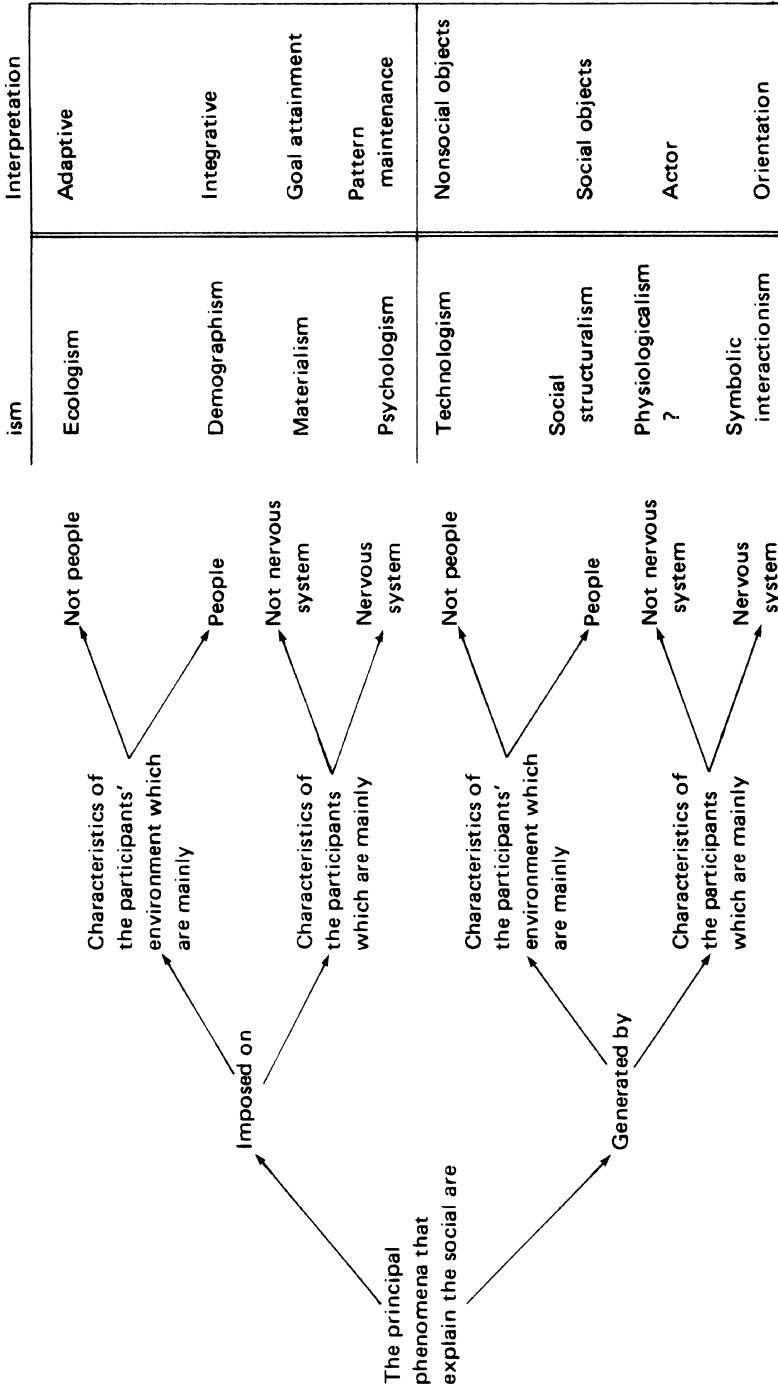 ism
Interpretation
The principal
phenomena that
explain the social are
Imposed on
Characteristics of
the participants'
environment which
are mainly
Not people
Ecologism
Adaptive
People
Demographism
Integrative
Characteristics of
the participants
which are mainly
Not nervous
system
Materialism
Goal attainment
Nervous
system
Psychologism
Pattern
maintenance
Generated by
Characteristics of
the participants'
environment which
are mainly
Not people
Technologism
Nonsocial objects
People
Social
structuralism
Social objects
Characteristics of
the participants
which are mainly
Not nervous
system
Physiologicalism
?
Actor
Nervous
system
Symbolic
interactionism
Orientation